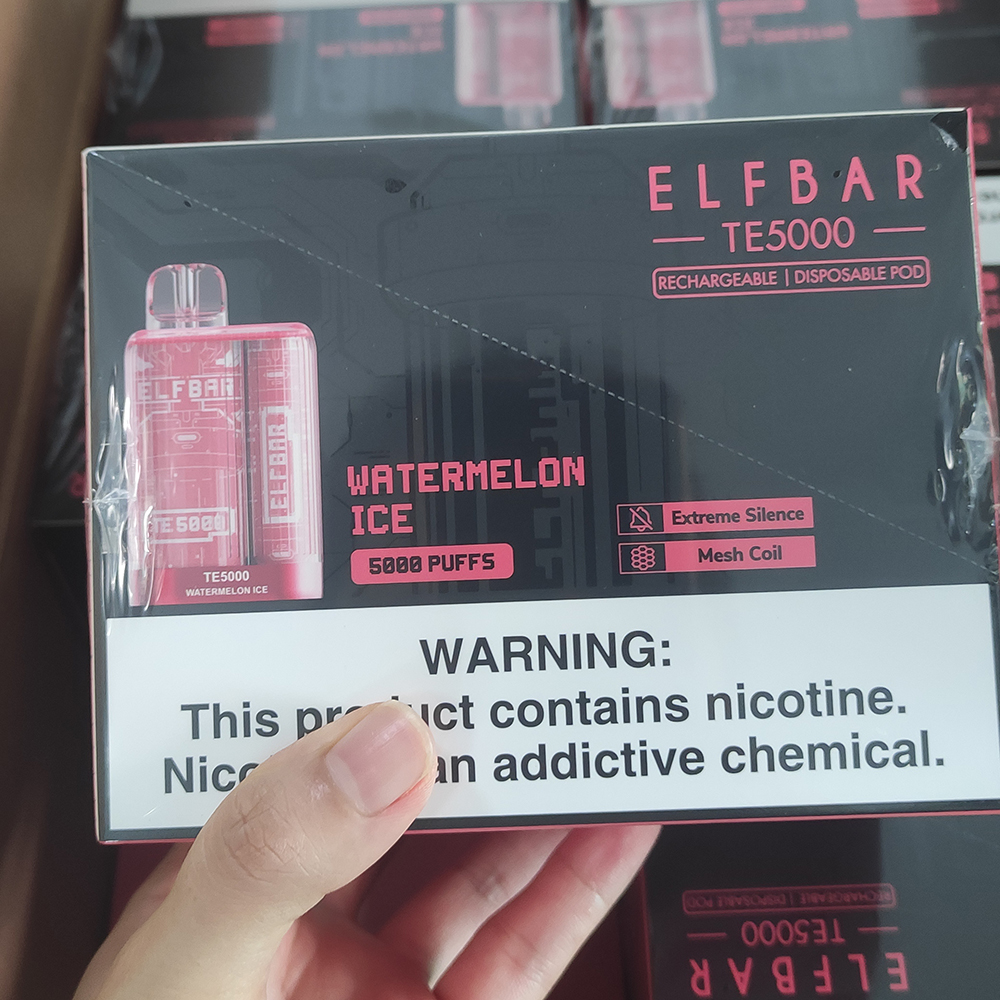 ELFBAR
TE5000
RECHARGEABLE | DISPOSABLE POD
ELFBAR
ELFBAR
TE5000
TE5000
WATERMELON ICE
WATERMELON
ICE
5000 PUFFS
Extreme Silence
Mesh Coil
WARNING:
This product contains nicotine.
Nico an addictive chemical.
RECHARGEABLE | DISPOSABLE POD
TE5000
ELFBAR